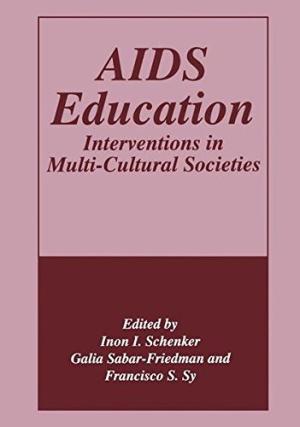 AIDS
Education
Interventions in
Multi-Cultural Societies
Edited by
Inon I. Schenker
Galia Sabar-Friedman and
Francisco S. Sy